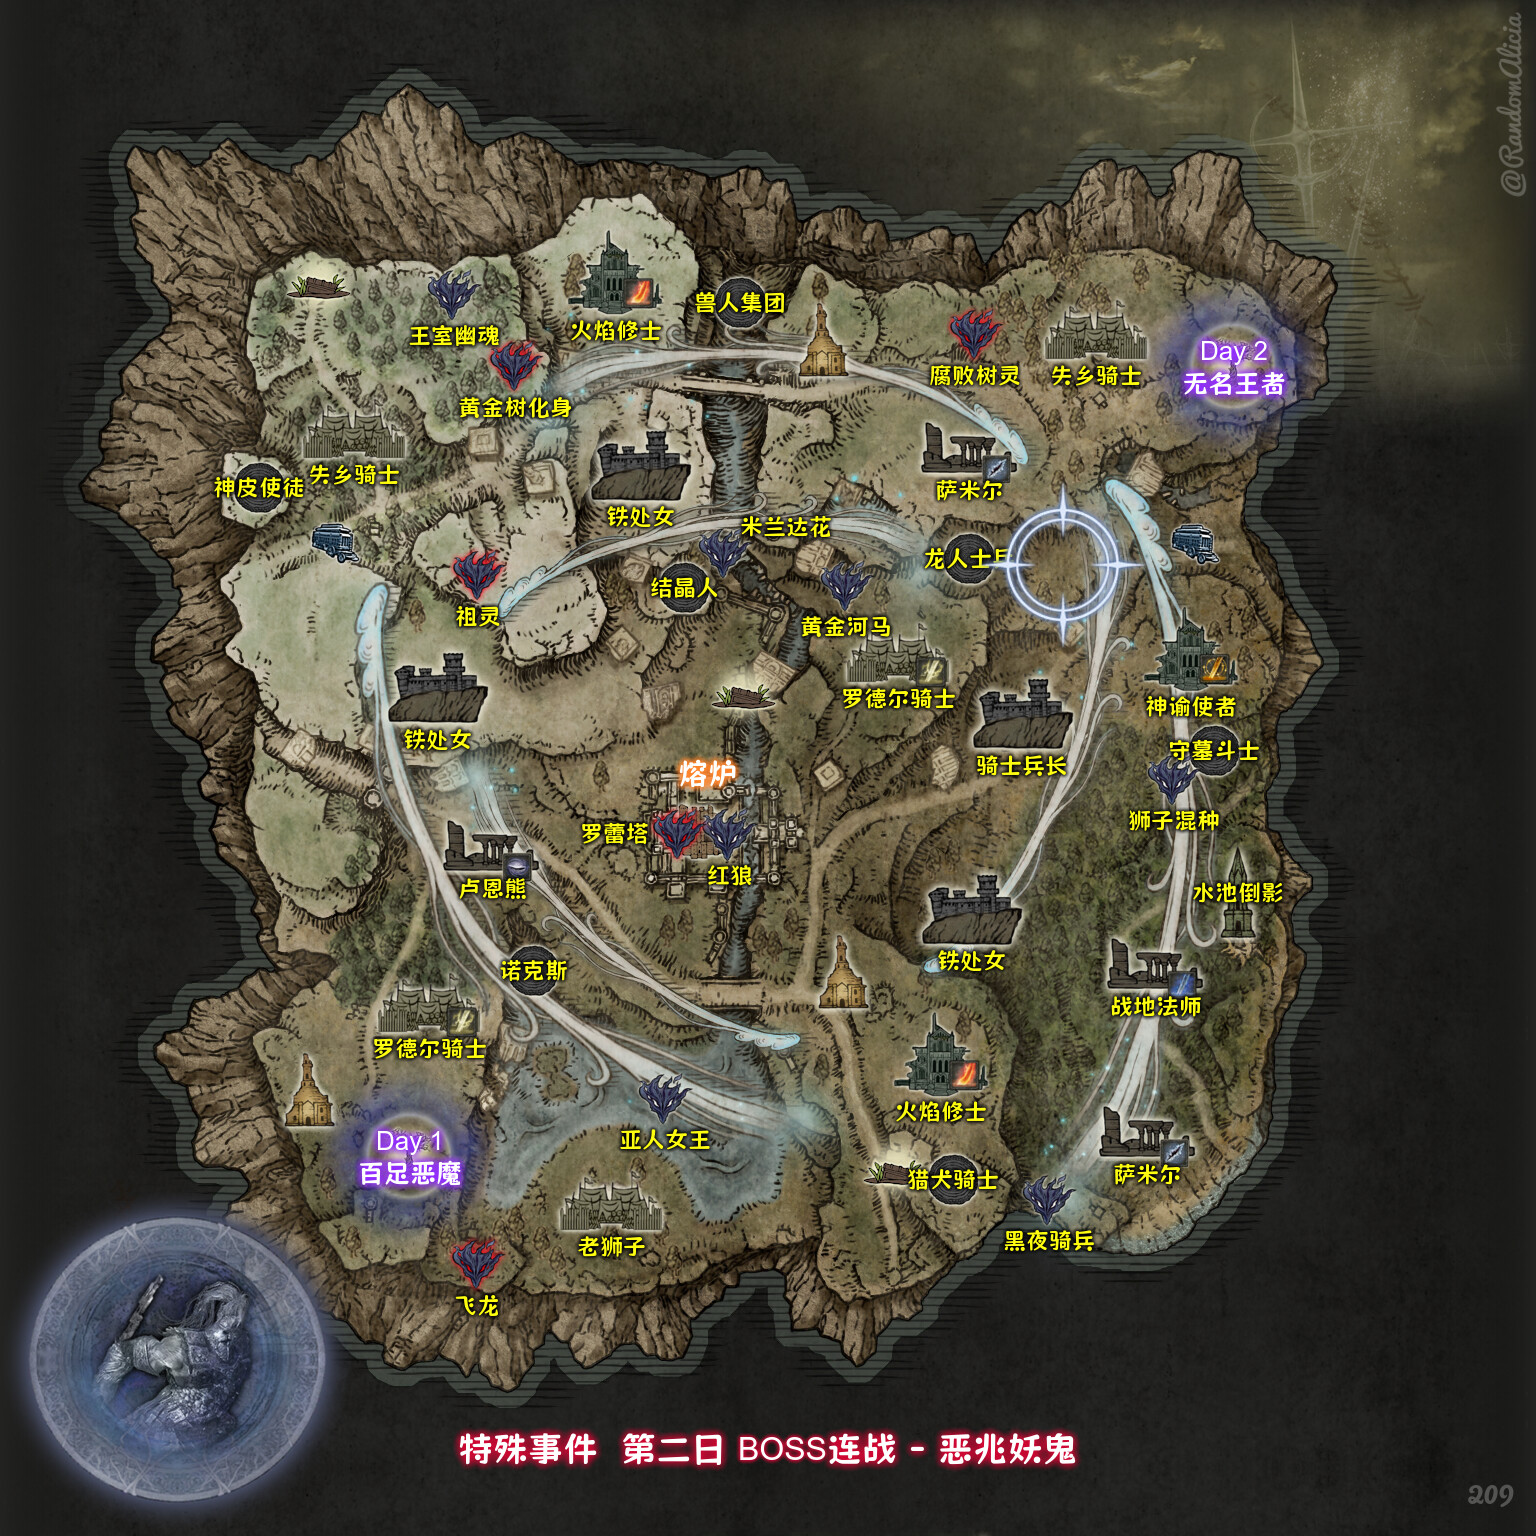 @RandomAlicia
兽人集团
火焰修士
王室幽魂
Day 2
无名王者
腐败树灵
失乡骑士
黄金树化身
失乡骑士
神皮使徒
萨米尔
铁处女
米兰达花
龙人士兵
结晶人
祖灵
黄金河马
罗德尔骑士
神谕使者
铁处女
守墓斗士
骑士兵长
熔炉
狮子混种
罗蕾塔
红狼
卢恩熊
水池倒影
铁处女
诺克斯
战地法师
罗德尔骑士
火焰修士
Day 1
百足恶魔
亚人女王
猫犬骑士
萨米尔
黑夜骑兵
老狮子
飞龙
特殊事件 第二日 BOSS连战 - 恶兆妖鬼
209